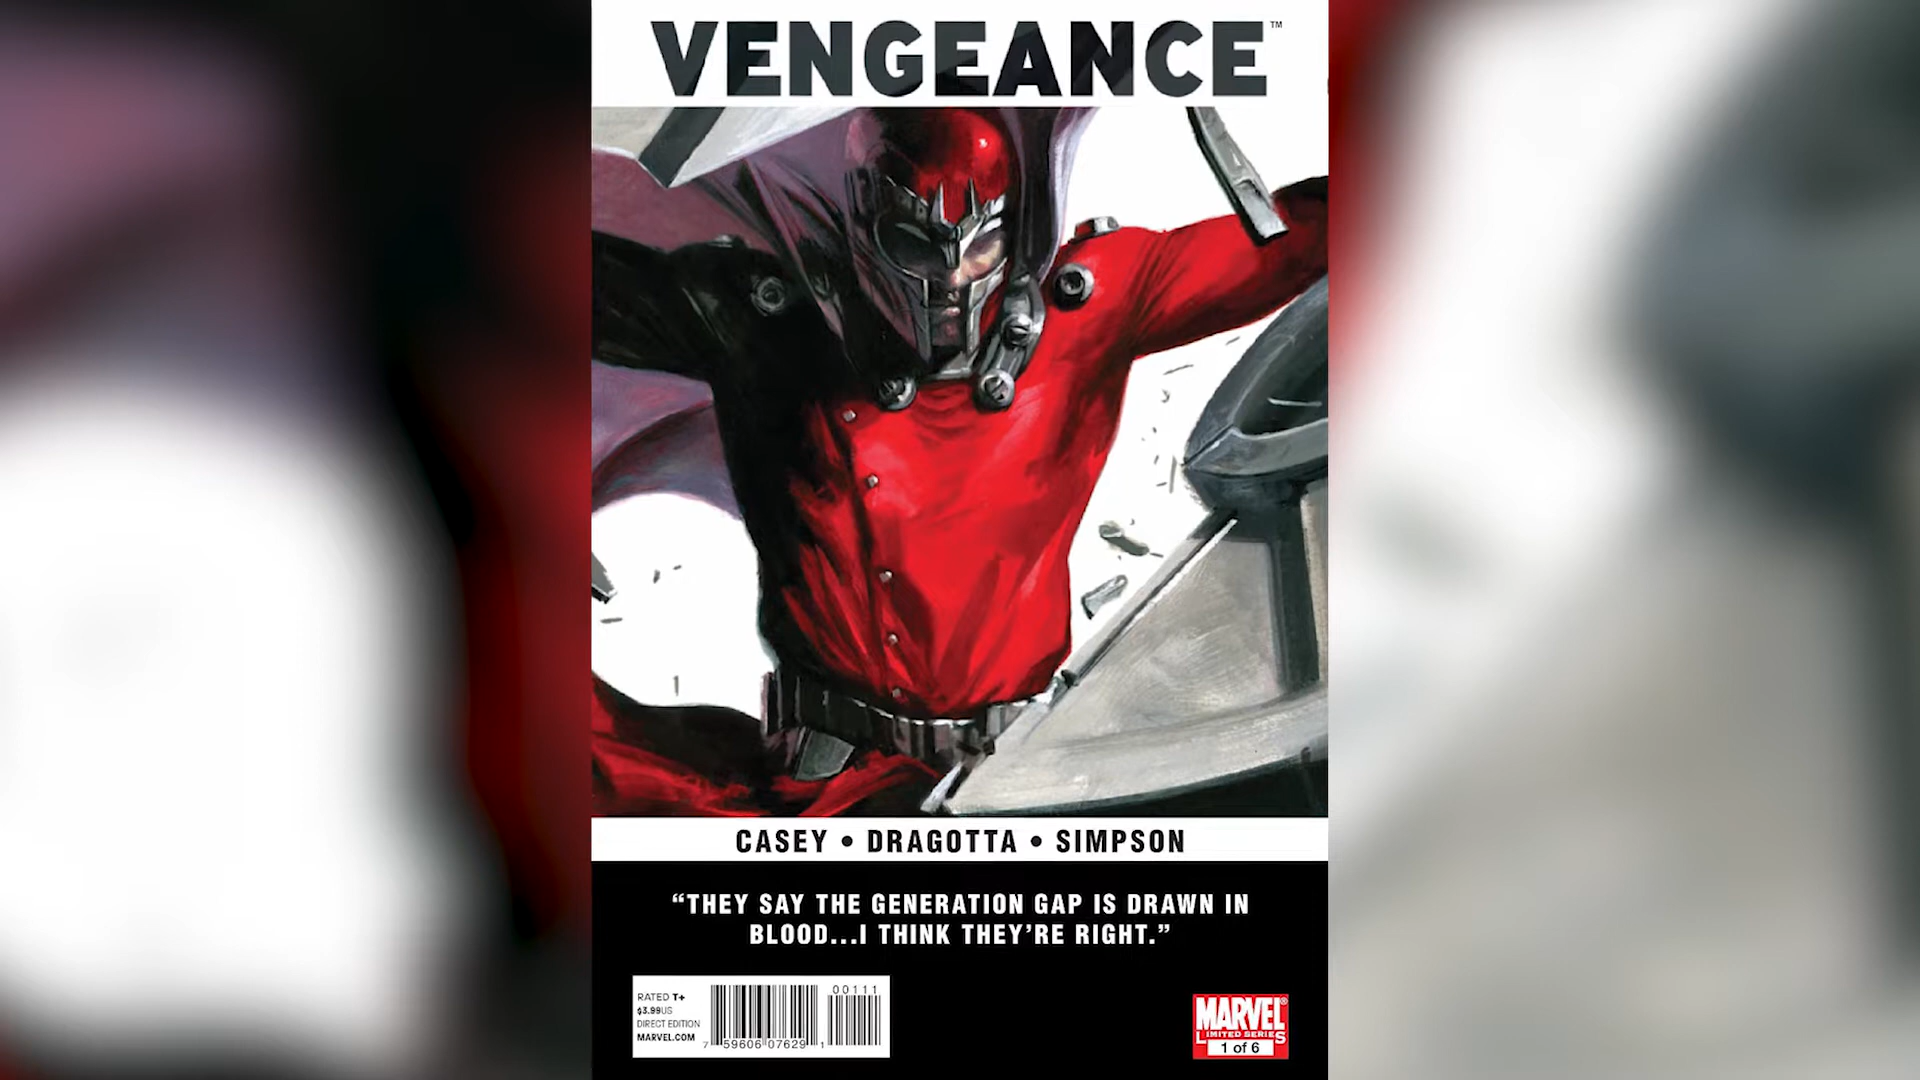 VENGEANCE™
CASEY • DRAGOTTA • SIMPSON
“THEY SAY THE GENERATION GAP IS DRAWN IN
BLOOD...I THINK THEY’RE RIGHT.”
RATED T+
$3.99US
DIRECT EDITION
MARVEL.COM
00111
7 59606 07629 1
MARVEL®
LIMITED SERIES
1 of 6